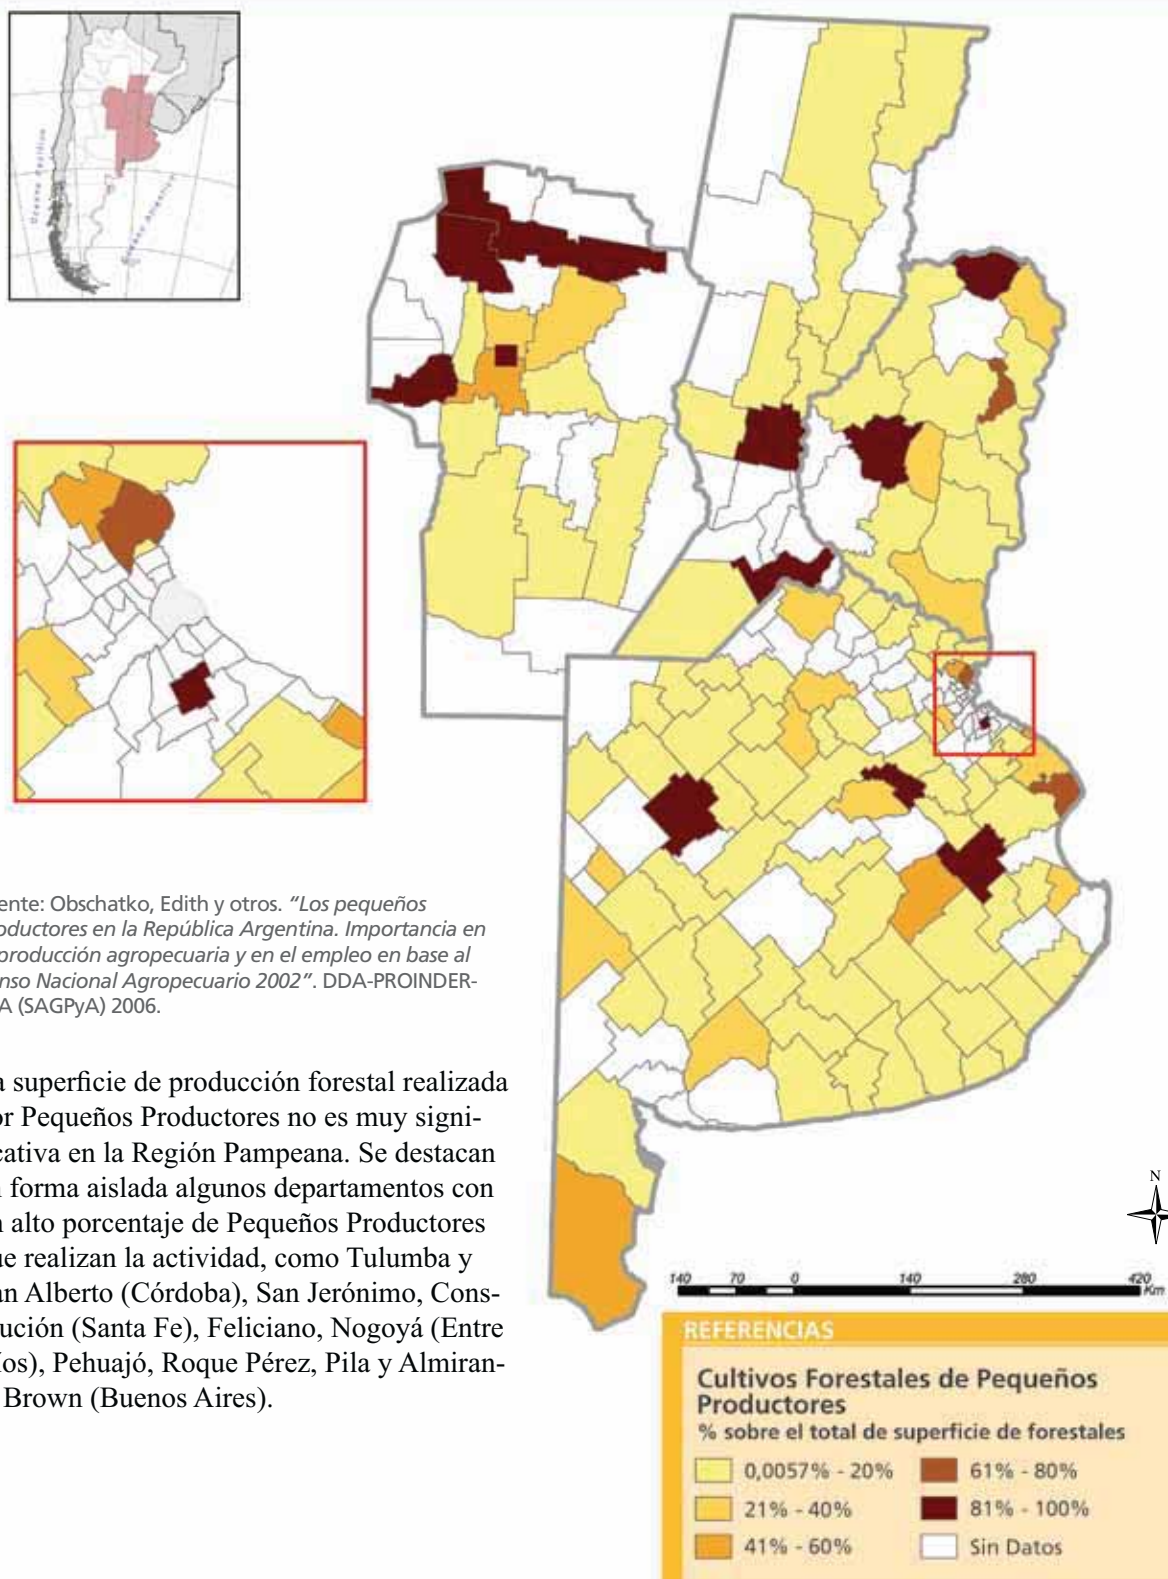 Oceano Pacífico
Oceano Atlantico
ente: Obschatko, Edith y otros. “Los pequeños
oductores en la República Argentina. Importancia en
producción agropecuaria y en el empleo en base al
nso Nacional Agropecuario 2002”. DDA-PROINDER-
A (SAGPyA) 2006.
a superficie de producción forestal realizada
or Pequeños Productores no es muy signi-
cativa en la Región Pampeana. Se destacan
n forma aislada algunos departamentos con
n alto porcentaje de Pequeños Productores
ue realizan la actividad, como Tulumba y
an Alberto (Córdoba), San Jerónimo, Cons-
ución (Santa Fe), Feliciano, Nogoyá (Entre
íos), Pehuajó, Roque Pérez, Pila y Almiran-
Brown (Buenos Aires).
N
140 70 0 140 280 420
Km
REFERENCIAS
Cultivos Forestales de Pequeños
Productores
% sobre el total de superficie de forestales
0,0057% - 20%
21% - 40%
41% - 60%
61% - 80%
81% - 100%
Sin Datos